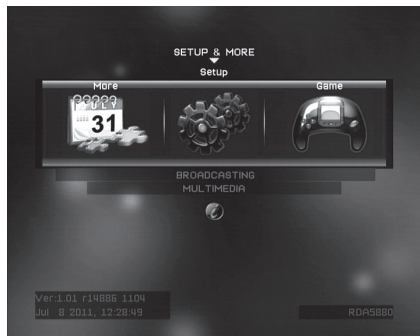 SETUP & MORE
Setup
More
Game
JULY
31
BROADCASTING
MULTIMEDIA
i
Ver:1.01 r14886 1104
Jul 8 2011, 12:28:49
RDA5880